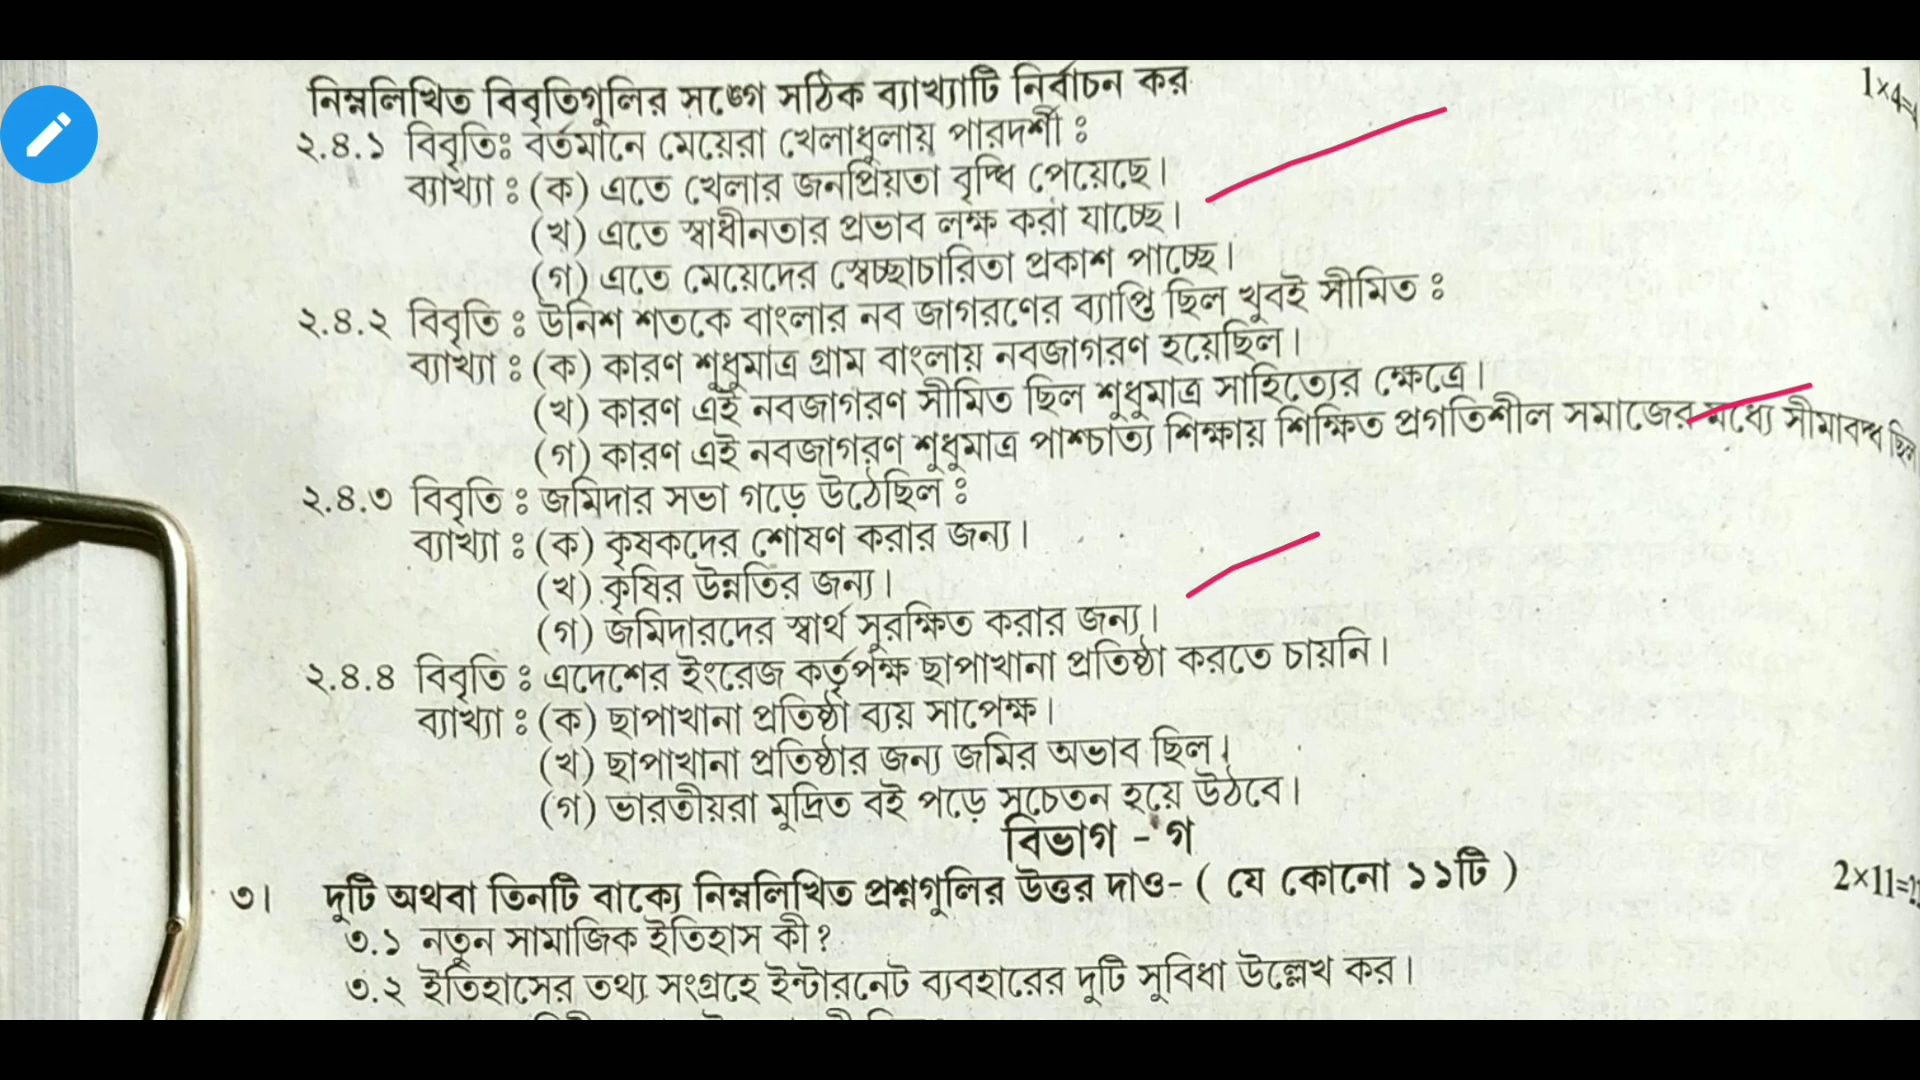 নিম্নলিখিত বিবৃতিগুলির সঙ্গে সঠিক ব্যাখ্যাটি নির্বাচন কর
1×4=
২.৪.১ বিবৃতিঃ বর্তমানে মেয়েরা খেলাধুলায় পারদর্শী ঃ
ব্যাখ্যা ঃ (ক) এতে খেলার জনপ্রিয়তা বৃদ্ধি পেয়েছে।
(খ) এতে স্বাধীনতার প্রভাব লক্ষ করা যাচ্ছে।
(গ) এতে মেয়েদের স্বেচ্ছাচারিতা প্রকাশ পাচ্ছে।
২.৪.২ বিবৃতি ঃ উনিশ শতকে বাংলার নব জাগরণের ব্যাপ্তি ছিল খুবই সীমিত ঃ
ব্যাখ্যা ঃ (ক) কারণ শুধুমাত্র গ্রাম বাংলায় নবজাগরণ হয়েছিল।
(খ) কারণ এই নবজাগরণ সীমিত ছিল শুধুমাত্র সাহিত্যের ক্ষেত্রে।
(গ) কারণ এই নবজাগরণ শুধুমাত্র পাশ্চাত্য শিক্ষায় শিক্ষিত প্রগতিশীল সমাজের মধ্যে সীমাবদ্ধ ছিল
২.৪.৩ বিবৃতি ঃ জমিদার সভা গড়ে উঠেছিল ঃ
ব্যাখ্যা ঃ (ক) কৃষকদের শোষণ করার জন্য।
(খ) কৃষির উন্নতির জন্য।
(গ) জমিদারদের স্বার্থ সুরক্ষিত করার জন্য।
২.৪.৪ বিবৃতি ঃ এদেশের ইংরেজ কর্তৃপক্ষ ছাপাখানা প্রতিষ্ঠা করতে চায়নি।
ব্যাখ্যা ঃ (ক) ছাপাখানা প্রতিষ্ঠা ব্যয় সাপেক্ষ।
(খ) ছাপাখানা প্রতিষ্ঠার জন্য জমির অভাব ছিল।
(গ) ভারতীয়রা মুদ্রিত বই পড়ে সচেতন হয়ে উঠবে।
বিভাগ - গ
৩। দুটি অথবা তিনটি বাক্যে নিম্নলিখিত প্রশ্নগুলির উত্তর দাও- ( যে কোনো ১১টি )
2×11=
৩.১ নতুন সামাজিক ইতিহাস কী?
৩.২ ইতিহাসের তথ্য সংগ্রহে ইন্টারনেট ব্যবহারের দুটি সুবিধা উল্লেখ কর।